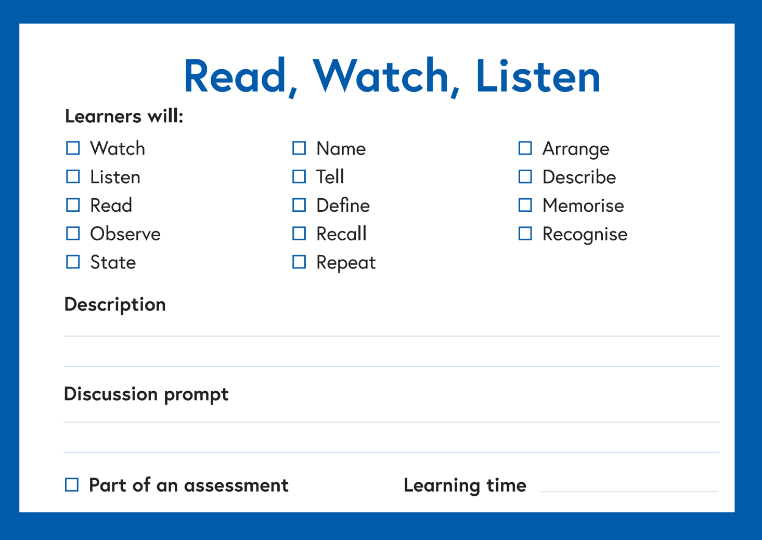 Read, Watch, Listen
Learners will:
Watch
Listen
Read
Observe
State
Name
Tell
Define
Recall
Repeat
Arrange
Describe
Memorise
Recognise
Description
Discussion prompt
Part of an assessment
Learning time